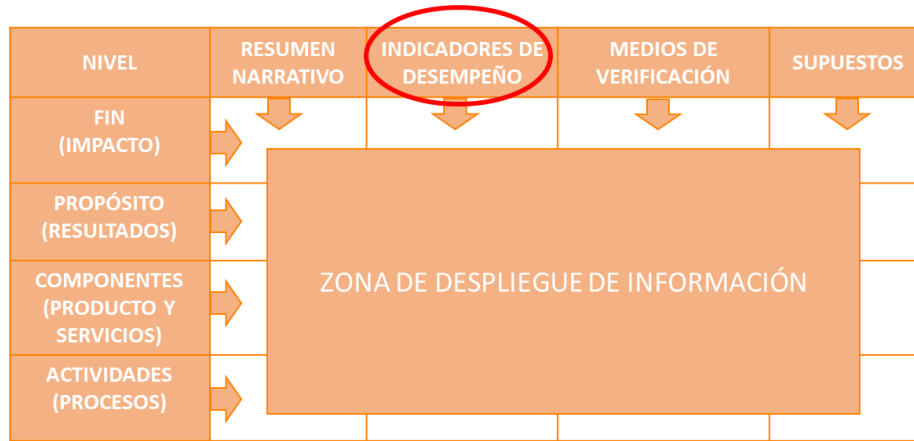 NIVEL
RESUMEN
NARRATIVO
INDICADORES DE
DESEMPEÑO
MEDIOS DE
VERIFICACIÓN
SUPUESTOS
FIN
(IMPACTO)
PROPÓSITO
(RESULTADOS)
COMPONENTES
(PRODUCTO Y
SERVICIOS)
ACTIVIDADES
(PROCESOS)
ZONA DE DESPLIEGUE DE INFORMACIÓN